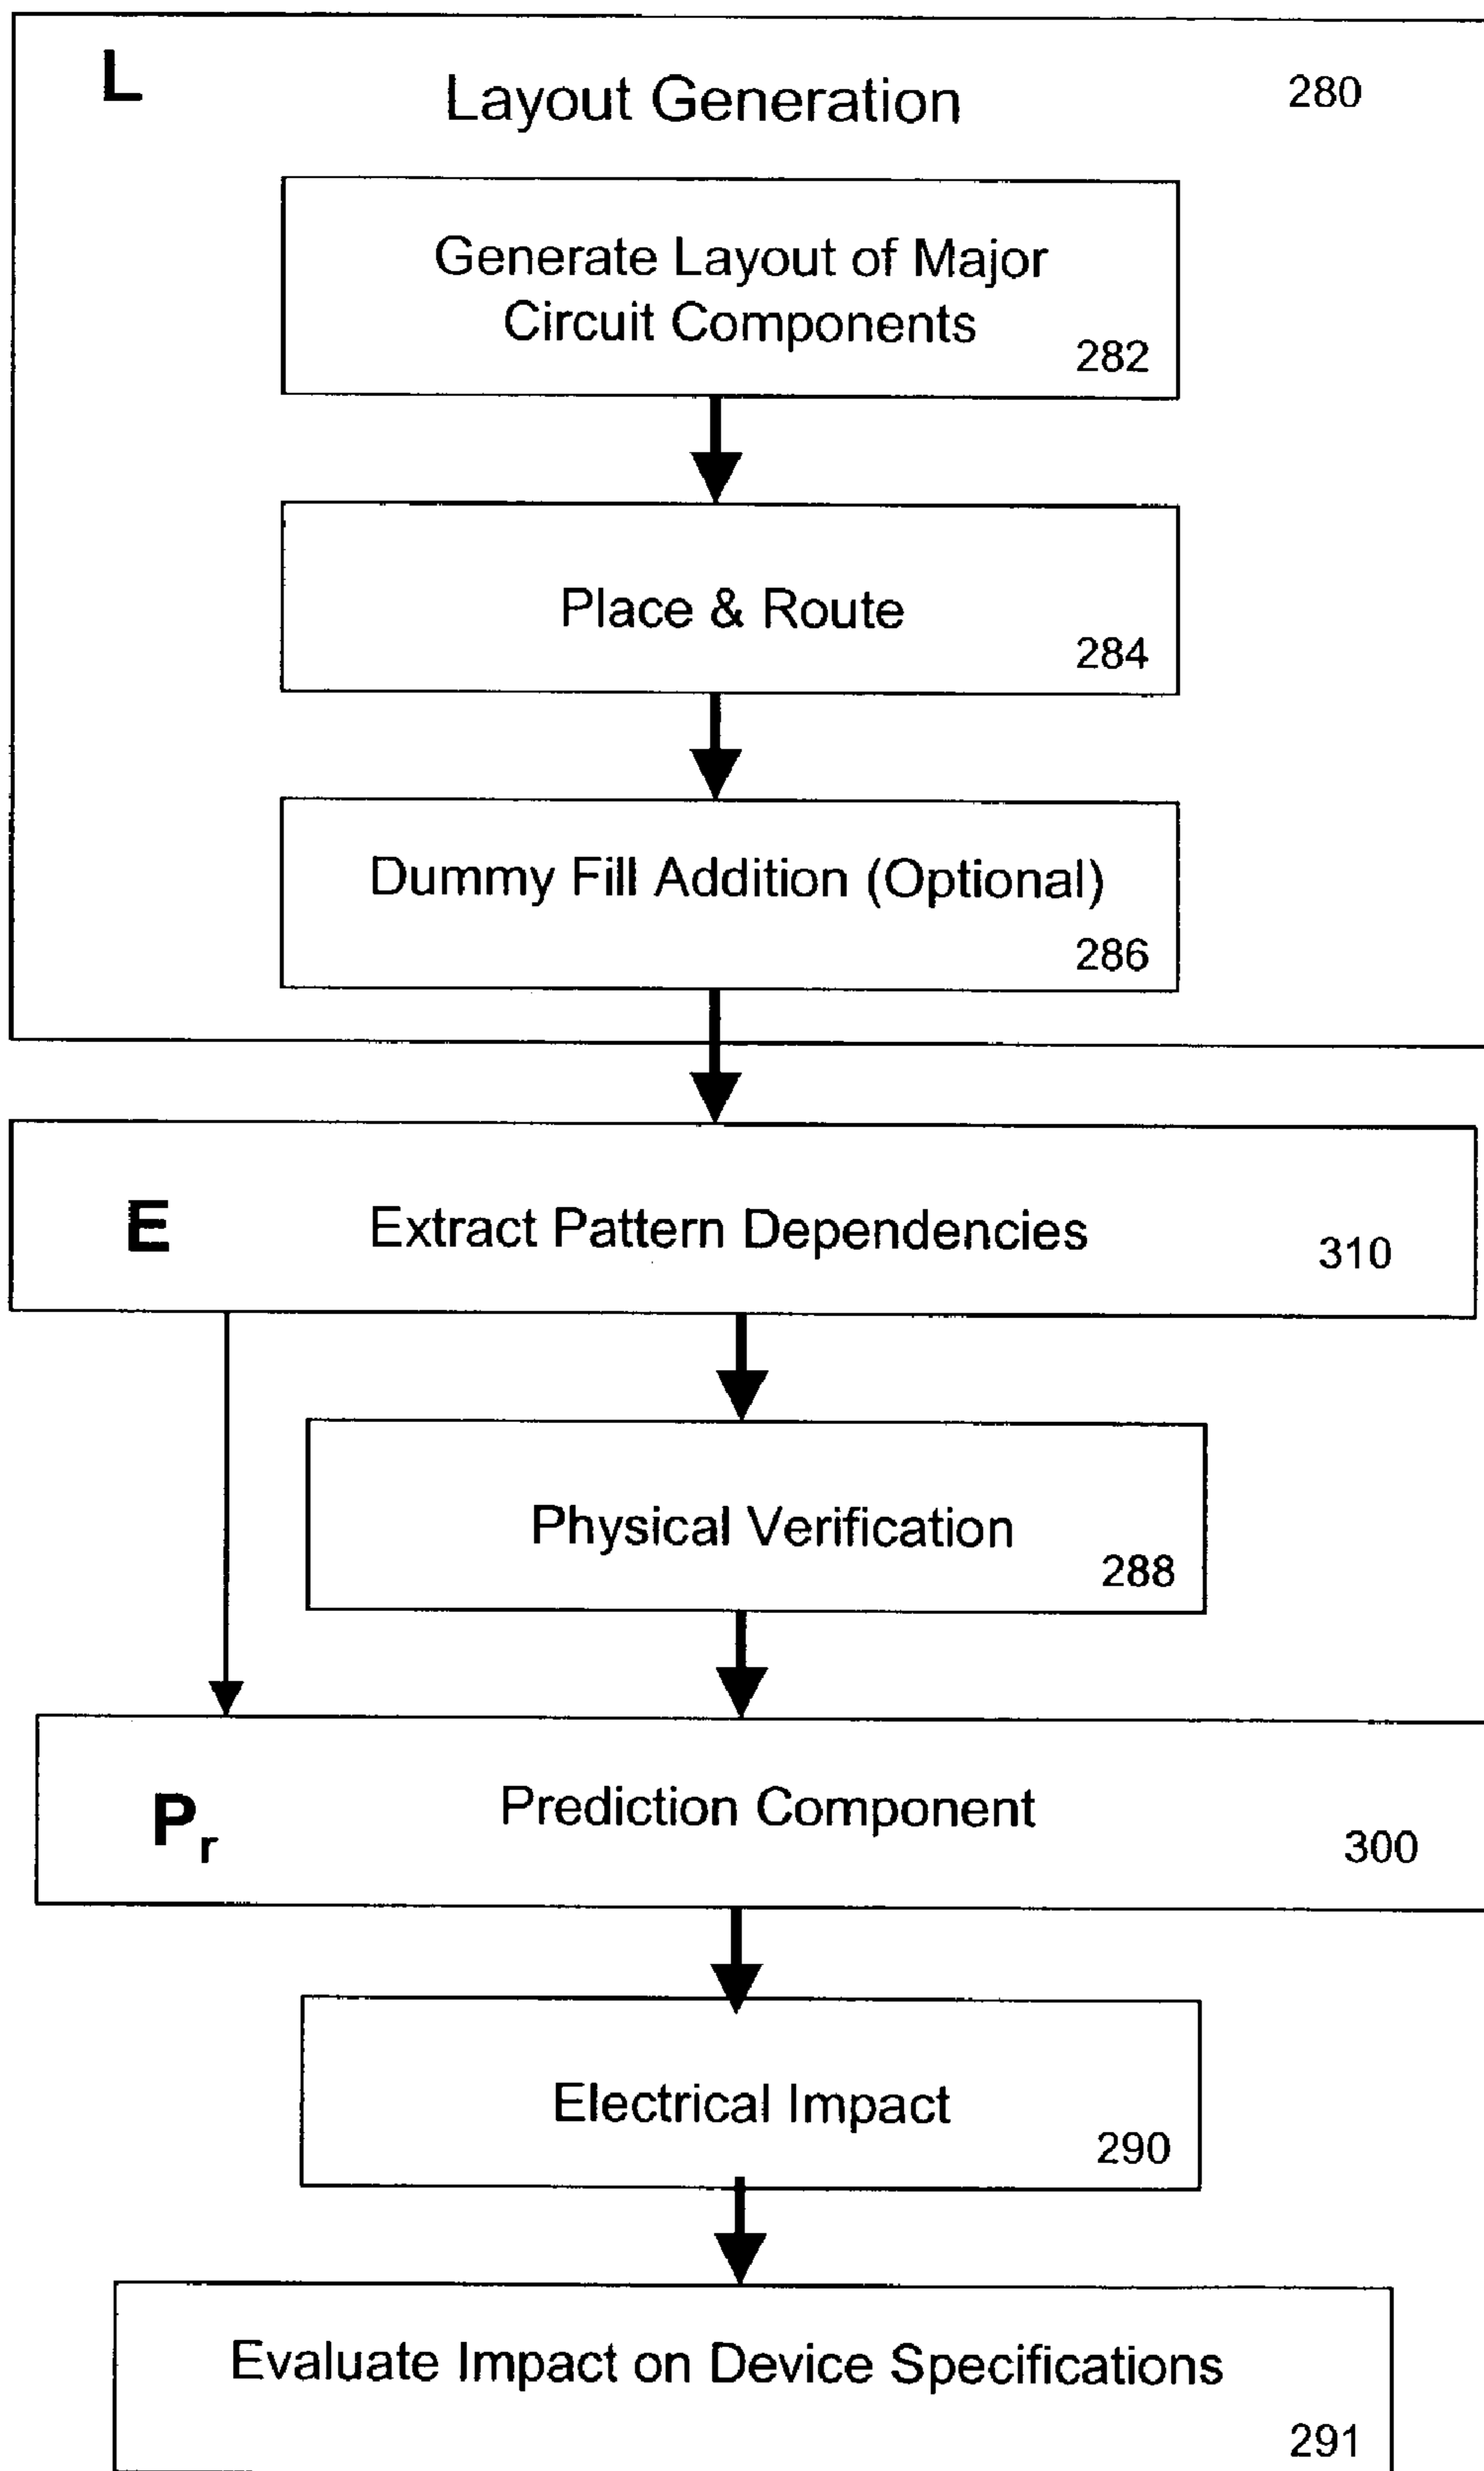 L Layout Generation 280
Generate Layout of Major
Circuit Components
282
Place & Route
284
Dummy Fill Addition (Optional)
286
E Extract Pattern Dependencies 310
Physical Verification
288
Pr Prediction Component 300
Electrical Impact
290
Evaluate Impact on Device Specifications
291